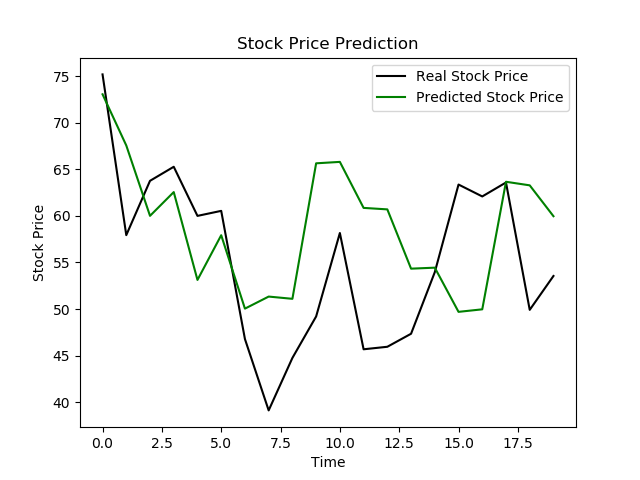 Stock Price Prediction
Real Stock Price
Predicted Stock Price
Stock Price
75
70
65
60
55
50
45
40
0.0 2.5 5.0 7.5 10.0 12.5 15.0 17.5
Time